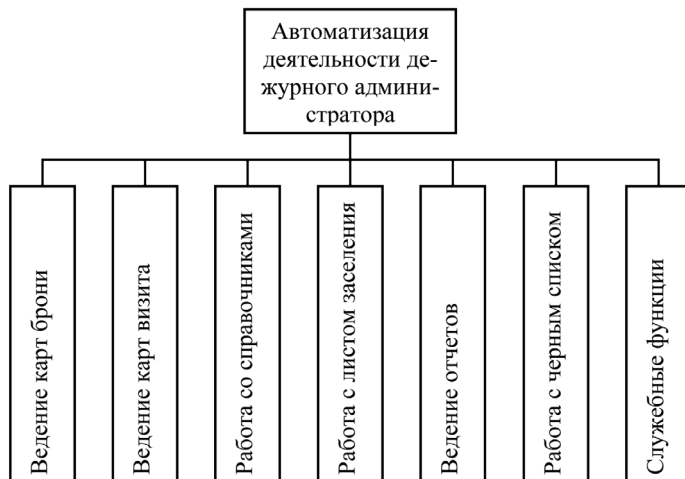 Автоматизация
деятельности де-
журного админи-
стратора
Ведение карт брони
Ведение карт визита
Работа со справочниками
Работа с листом заселения
Ведение отчетов
Работа с черным списком
Служебные функции